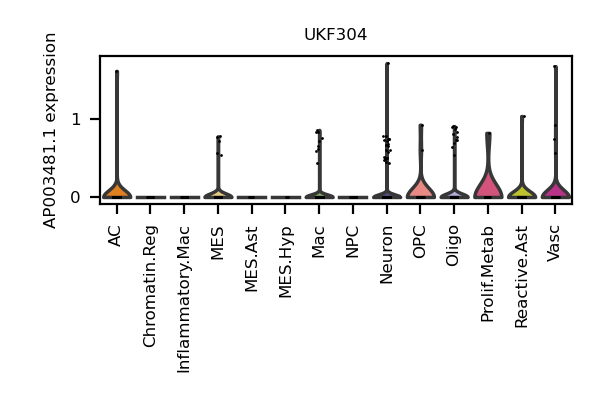 UKF304
AP003481.1 expression
1
0
AC
Chromatin.Reg
Inflammatory.Mac
MES
MES.Ast
MES.Hyp
Mac
NPC
Neuron
OPC
Oligo
Prolif.Metab
Reactive.Ast
Vasc